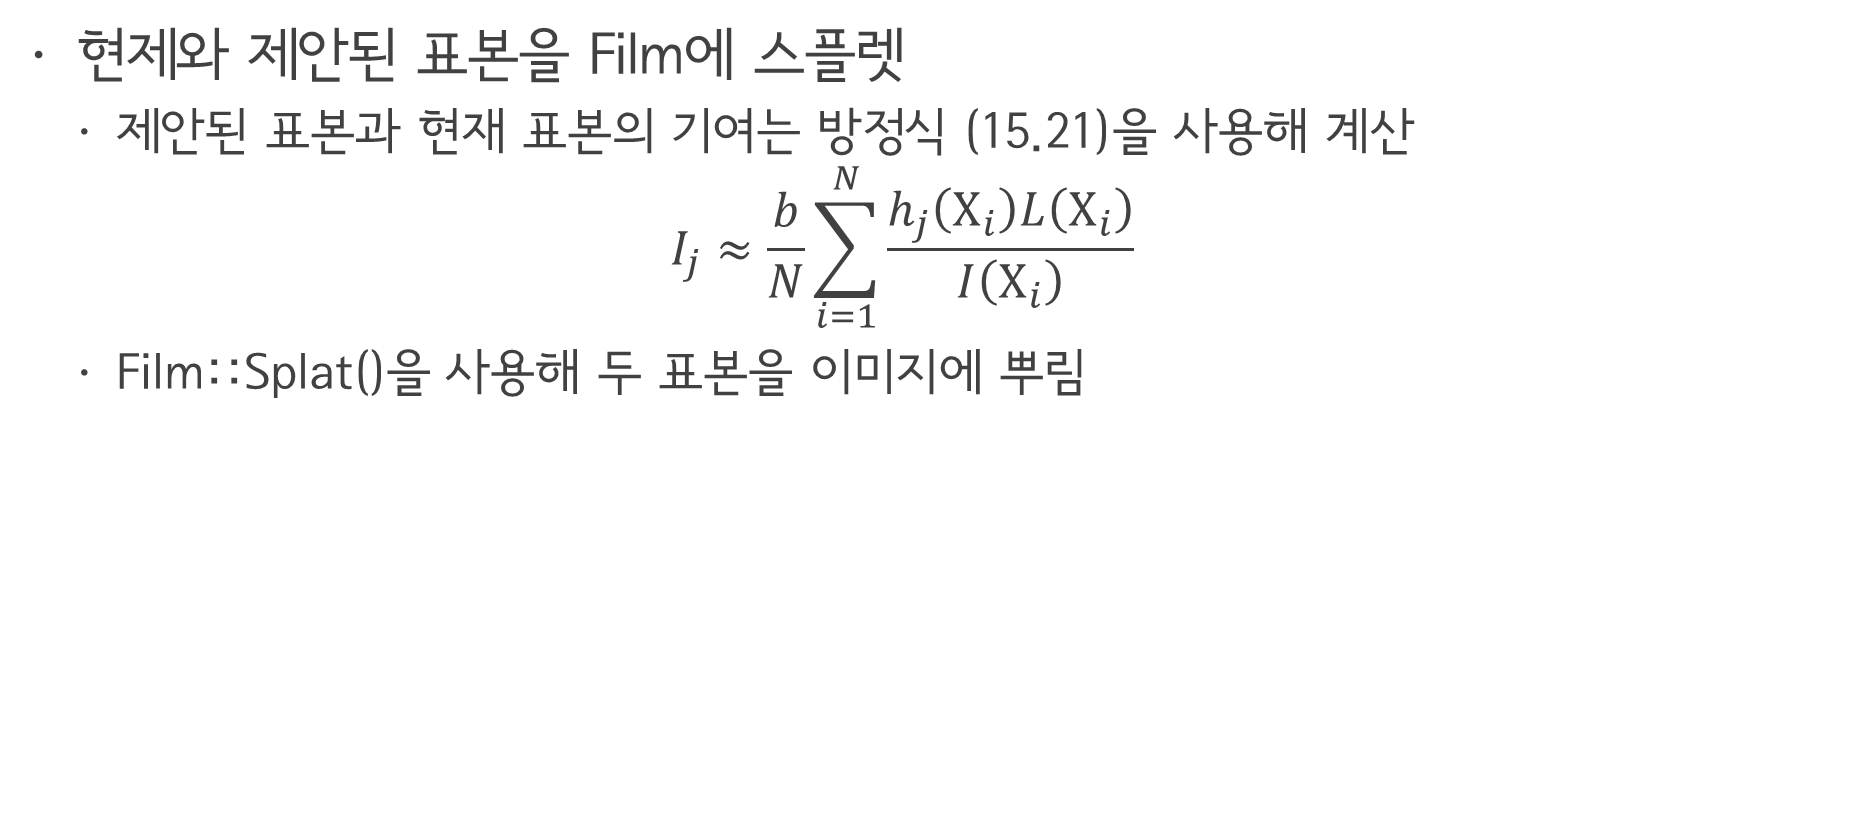 · 현제와 제안된 표본을 Film에 스플렛
· 제안된 표본과 현재 표본의 기여는 방정식 (15.21)을 사용해 계산
I_j ≈ \frac{b}{N} \sum_{i=1}^{N} \frac{h_j(X_i)L(X_i)}{I(X_i)}
· Film::Splat()을 사용해 두 표본을 이미지에 뿌림